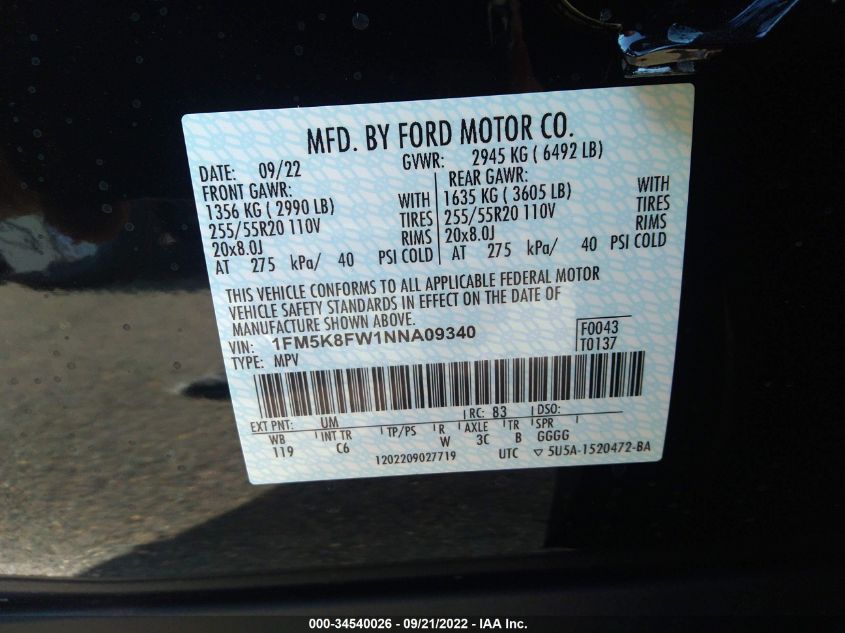 MFD. BY FORD MOTOR CO.
DATE: 09/22 GVWR: 2945 KG ( 6492 LB)
FRONT GAWR: REAR GAWR:
1356 KG ( 2990 LB) WITH 1635 KG ( 3605 LB) WITH
255/55R20 110V TIRES 255/55R20 110V TIRES
20x8.0J RIMS 20x8.0J RIMS
AT 275 kPa/ 40 PSI COLD AT 275 kPa/ 40 PSI COLD
THIS VEHICLE CONFORMS TO ALL APPLICABLE FEDERAL MOTOR
VEHICLE SAFETY STANDARDS IN EFFECT ON THE DATE OF
MANUFACTURE SHOWN ABOVE.
VIN: 1FM5K8FW1NNA09340 F0043
TYPE: MPV T0137
EXT PNT: UM RC: 83 DSO:
WB INT TR TP/PS R AXLE TR SPR
119 C6 W 3C B GGGG
1202209027719 UTC ▽ 5U5A-1520472-BA
000-34540026 - 09/21/2022 - IAA Inc.